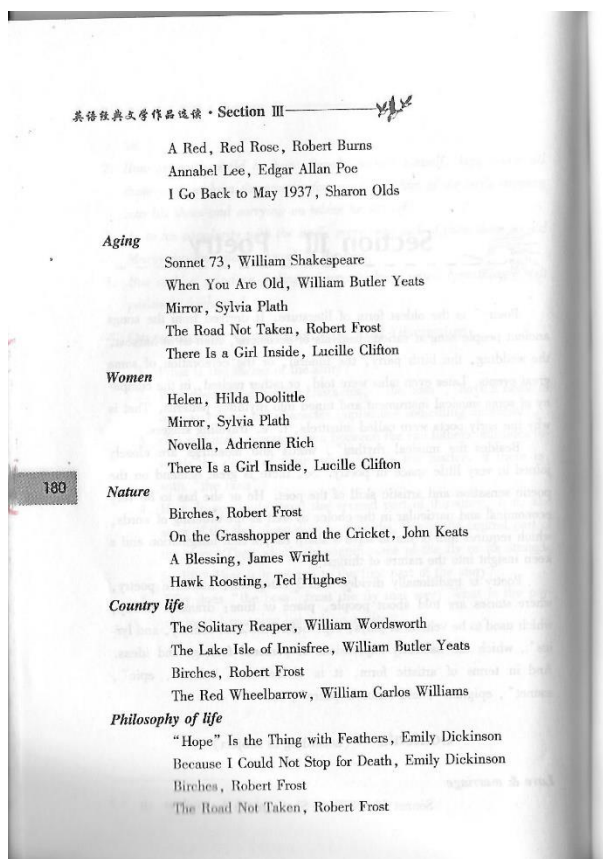 英语经典文学作品选读·Section Ⅲ
A Red, Red Rose, Robert Burns
Annabel Lee, Edgar Allan Poe
I Go Back to May 1937, Sharon Olds
Aging
Sonnet 73, William Shakespeare
When You Are Old, William Butler Yeats
Mirror, Sylvia Plath
The Road Not Taken, Robert Frost
There Is a Girl Inside, Lucille Clifton
Women
Helen, Hilda Doolittle
Mirror, Sylvia Plath
Novella, Adrienne Rich
There Is a Girl Inside, Lucille Clifton
180
Nature
Birches, Robert Frost
On the Grasshopper and the Cricket, John Keats
A Blessing, James Wright
Hawk Roosting, Ted Hughes
Country life
The Solitary Reaper, William Wordsworth
The Lake Isle of Innisfree, William Butler Yeats
Birches, Robert Frost
The Red Wheelbarrow, William Carlos Williams
Philosophy of life
“Hope” Is the Thing with Feathers, Emily Dickinson
Because I Could Not Stop for Death, Emily Dickinson
Birches, Robert Frost
The Road Not Taken, Robert Frost